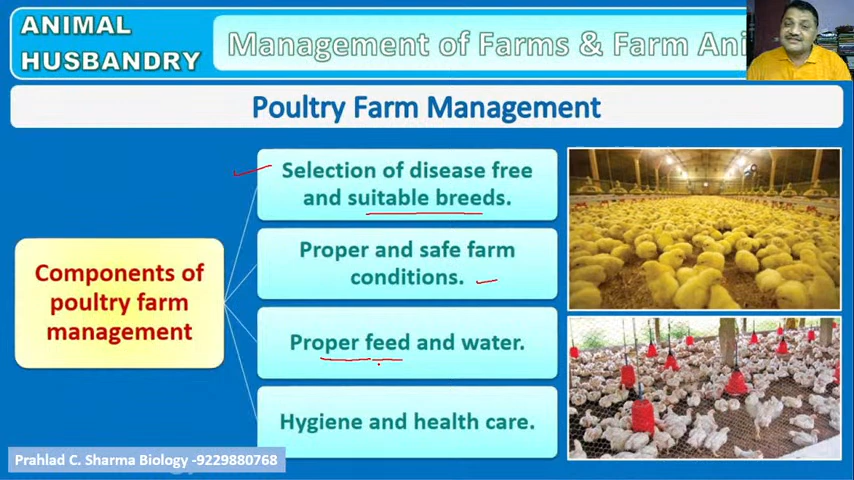 ANIMAL
HUSBANDRY
Management of Farms & Farm Ani
Poultry Farm Management
Selection of disease free
and suitable breeds.
Proper and safe farm
conditions.
Components of
poultry farm
management
Proper feed and water.
Hygiene and health care.
Prahlad C. Sharma Biology -9229880768